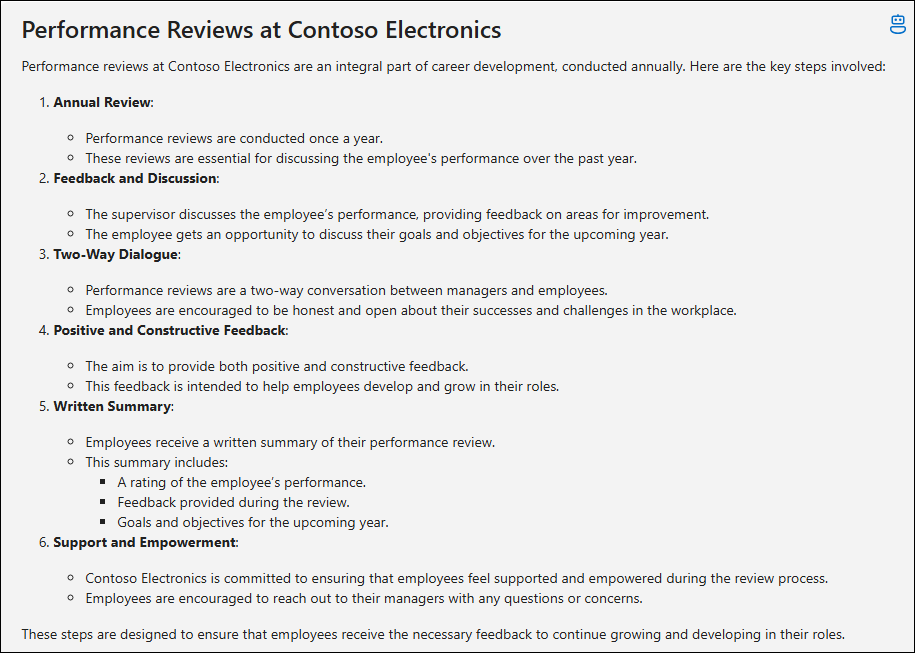 Performance Reviews at Contoso Electronics
Performance reviews at Contoso Electronics are an integral part of career development, conducted annually. Here are the key steps involved:
1. Annual Review:
Performance reviews are conducted once a year.
These reviews are essential for discussing the employee's performance over the past year.
2. Feedback and Discussion:
The supervisor discusses the employee’s performance, providing feedback on areas for improvement.
The employee gets an opportunity to discuss their goals and objectives for the upcoming year.
3. Two-Way Dialogue:
Performance reviews are a two-way conversation between managers and employees.
Employees are encouraged to be honest and open about their successes and challenges in the workplace.
4. Positive and Constructive Feedback:
The aim is to provide both positive and constructive feedback.
This feedback is intended to help employees develop and grow in their roles.
5. Written Summary:
Employees receive a written summary of their performance review.
This summary includes:
A rating of the employee’s performance.
Feedback provided during the review.
Goals and objectives for the upcoming year.
6. Support and Empowerment:
Contoso Electronics is committed to ensuring that employees feel supported and empowered during the review process.
Employees are encouraged to reach out to their managers with any questions or concerns.
These steps are designed to ensure that employees receive the necessary feedback to continue growing and developing in their roles.